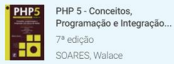 PHP5
PHP 5 - Conceitos,
Programação e Integração...
7ª edição
SOARES, Walace